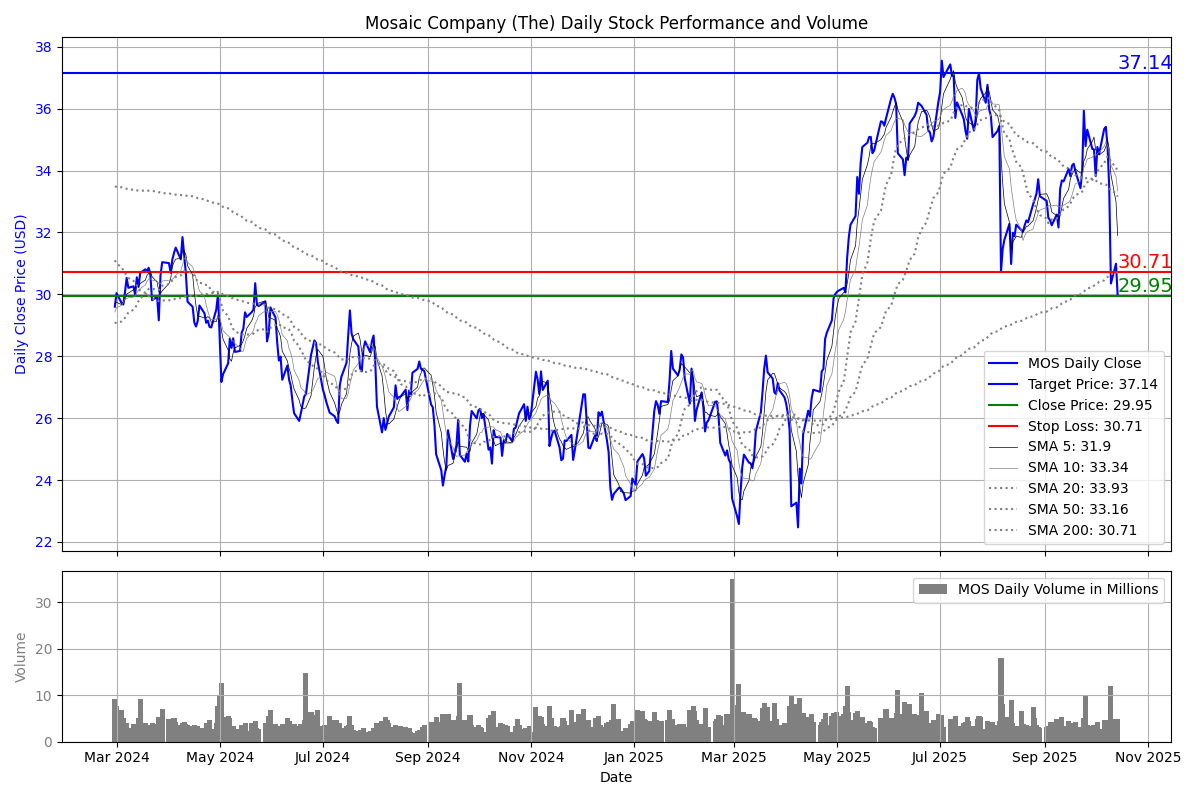 Mosaic Company (The) Daily Stock Performance and Volume
Daily Close Price (USD)
38
36
34
32
30
28
26
24
22
37.14
30.71
29.95
MOS Daily Close
Target Price: 37.14
Close Price: 29.95
Stop Loss: 30.71
SMA 5: 31.9
SMA 10: 33.34
SMA 20: 33.93
SMA 50: 33.16
SMA 200: 30.71
Volume
30
20
10
0
MOS Daily Volume in Millions
Mar 2024
May 2024
Jul 2024
Sep 2024
Nov 2024
Jan 2025
Mar 2025
May 2025
Jul 2025
Sep 2025
Nov 2025
Date